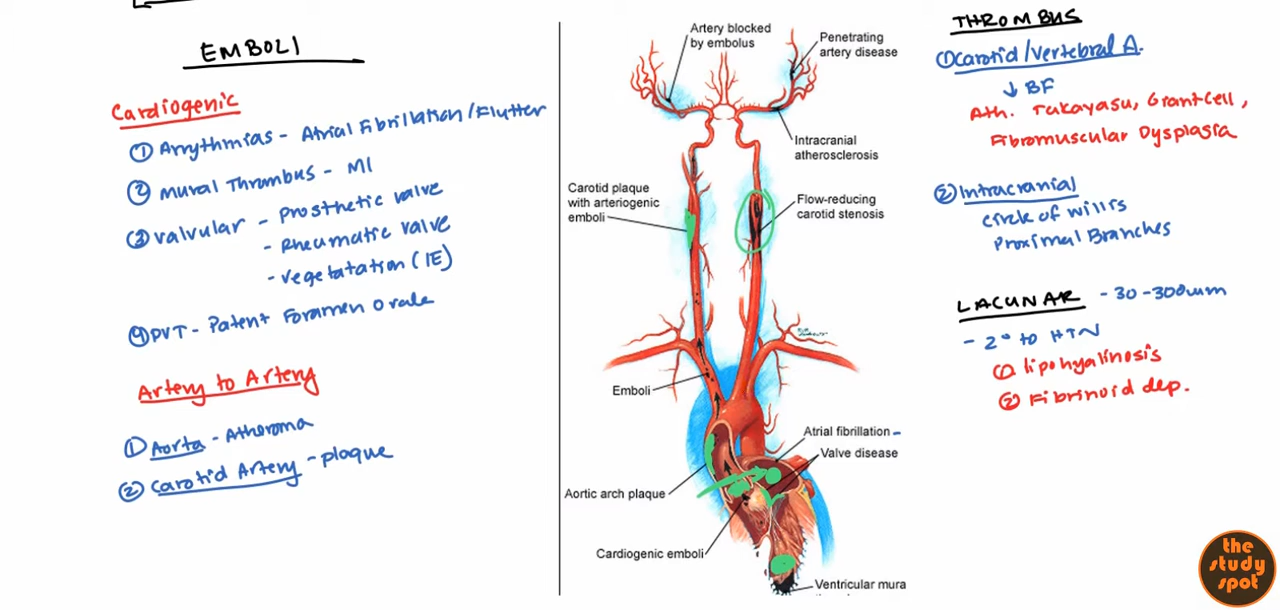 EMBOLI
Cardiogenic
① Arrythmias - Atrial Fibrillation/Flutter
② Mural Thrombus - MI
③ Valvular - Prosthetic valve
- Rheumatic valve
- Vegetatation (IE)
④ PVT - Patent Foramen Ovale
Artery to Artery
① Aorta - Atheroma
② Carotid Artery - plaque
Artery blocked
by embolus
Penetrating
artery disease
Intracranial
atherosclerosis
Carotid plaque
with arteriogenic
emboli
Flow-reducing
carotid stenosis
Emboli
Atrial fibrillation
Valve disease
Aortic arch plaque
Cardiogenic emboli
Ventricular mura
THROMBUS
① Carotid/Vertebral A.
↓ BF
Ath. Takayasu, Grant Cell,
Fibromuscular Dysplasia
② Intracranial
Circle of Willis
Proximal Branches
LACUNAR - 30-300um
- 2° to HTN
① lipohyalinosis
② Fibrinoid dep.
the
study
spot